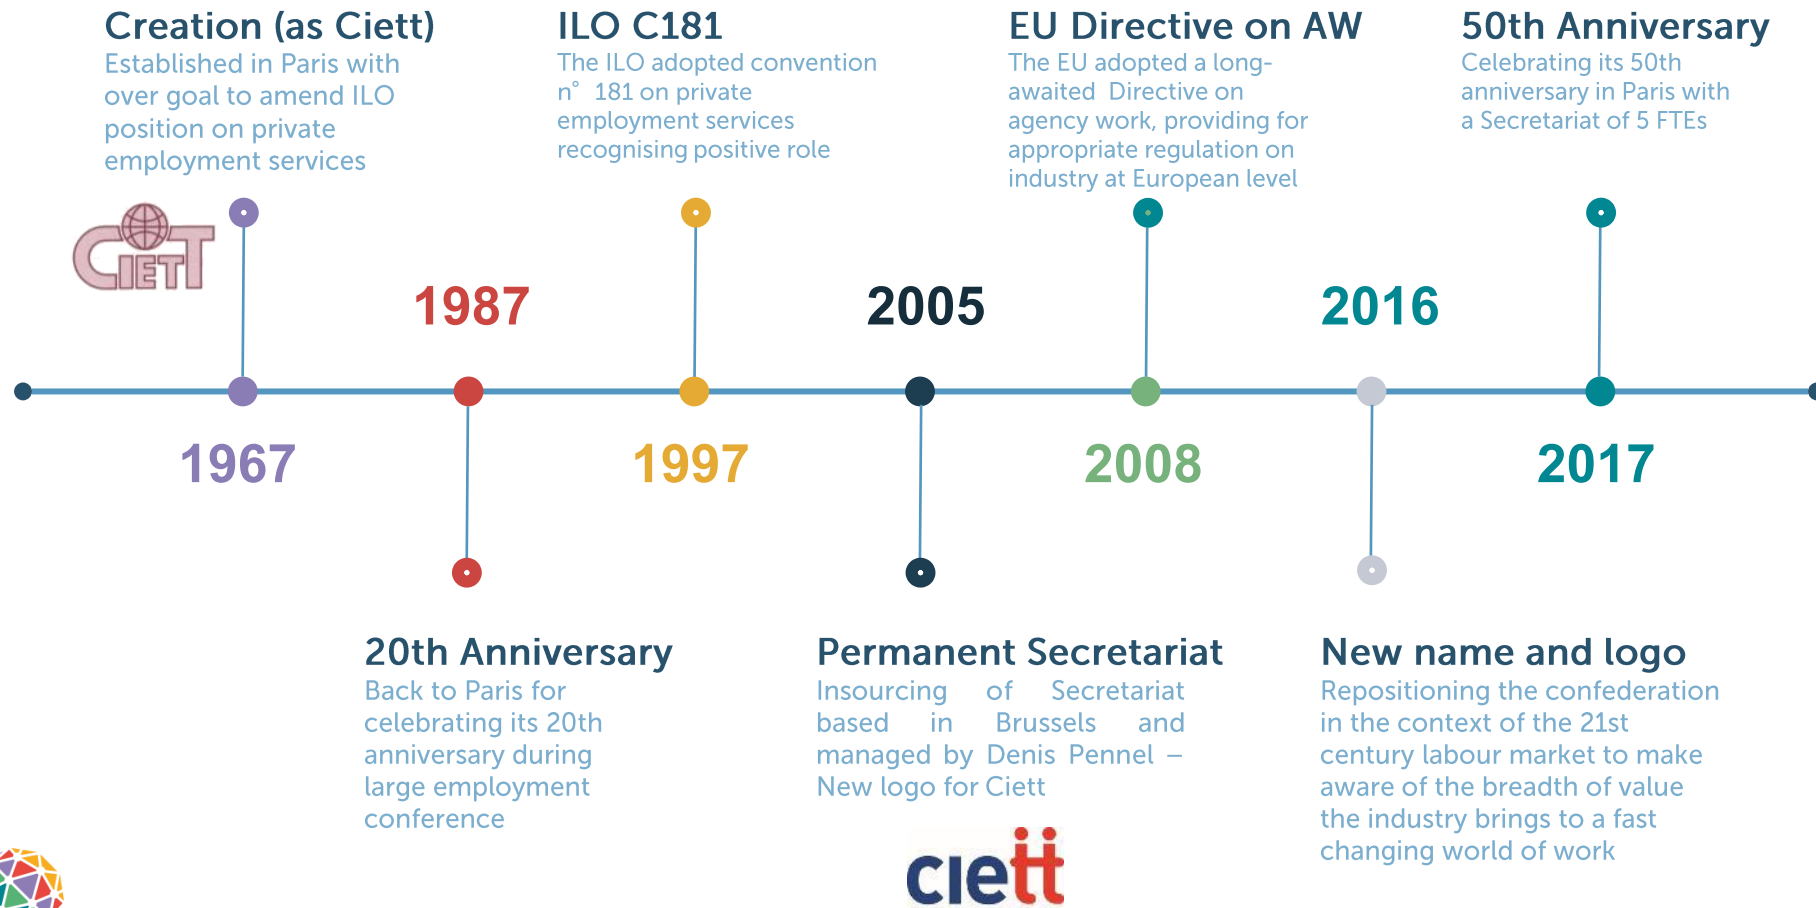 Creation (as Ciett)
Established in Paris with
over goal to amend ILO
position on private
employment services
ILO C181
The ILO adopted convention
n° 181 on private
employment services
recognising positive role
EU Directive on AW
The EU adopted a long-
awaited Directive on
agency work, providing for
appropriate regulation on
industry at European level
50th Anniversary
Celebrating its 50th
anniversary in Paris with
a Secretariat of 5 FTEs
CIETT
1987
2005
2016
1967
1997
2008
2017
20th Anniversary
Back to Paris for
celebrating its 20th
anniversary during
large employment
conference
Permanent Secretariat
Insourcing of Secretariat
based in Brussels and
managed by Denis Pennel –
New logo for Ciett
ciett
New name and logo
Repositioning the confederation
in the context of the 21st
century labour market to make
aware of the breadth of value
the industry brings to a fast
changing world of work